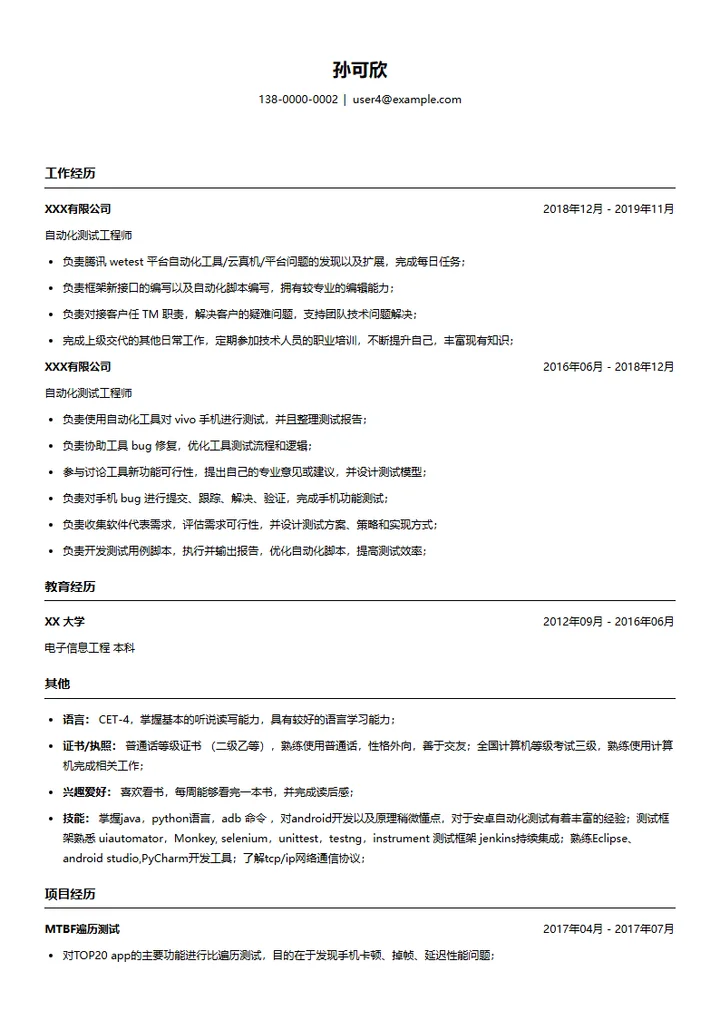 孙可欣
138-0000-0002 | user4@example.com
工作经历
XXX有限公司 2018年12月 - 2019年11月
自动化测试工程师
• 负责腾讯 wetest 平台自动化工具/云真机/平台问题的发现以及扩展，完成每日任务；
• 负责框架新接口的编写以及自动化脚本编写，拥有较专业的编辑能力；
• 负责对接客户任 TM 职责，解决客户的疑难问题，支持团队技术问题解决；
• 完成上级交代的其他日常工作，定期参加技术人员的职业培训，不断提升自己，丰富现有知识；
XXX有限公司 2016年06月 - 2018年12月
自动化测试工程师
• 负责使用自动化工具对 vivo 手机进行测试，并且整理测试报告；
• 负责协助工具 bug 修复，优化工具测试流程和逻辑；
• 参与讨论工具新功能可行性，提出自己的专业意见或建议，并设计测试模型；
• 负责对手机 bug 进行提交、跟踪、解决、验证，完成手机功能测试；
• 负责收集软件代表需求，评估需求可行性，并设计测试方案、策略和实现方式；
• 负责开发测试用例脚本，执行并输出报告，优化自动化脚本，提高测试效率；
教育经历
XX 大学 2012年09月 - 2016年06月
电子信息工程 本科
其他
• 语言： CET-4，掌握基本的听说读写能力，具有较好的语言学习能力；
• 证书/执照： 普通话等级证书 （二级乙等），熟练使用普通话，性格外向，善于交友；全国计算机等级考试三级，熟练使用计算
机完成相关工作；
• 兴趣爱好： 喜欢看书，每周能够看完一本书，并完成读后感；
• 技能： 掌握java，python语言，adb 命令 ，对android开发以及原理稍微懂点，对于安卓自动化测试有着丰富的经验；测试框
架熟悉 uiautomator，Monkey, selenium，unittest，testng，instrument 测试框架 jenkins持续集成；熟练Eclipse、
android studio,PyCharm开发工具；了解tcp/ip网络通信协议；
项目经历
MTBF遍历测试 2017年04月 - 2017年07月
• 对TOP20 app的主要功能进行比遍历测试，目的在于发现手机卡顿、掉帧、延迟性能问题；